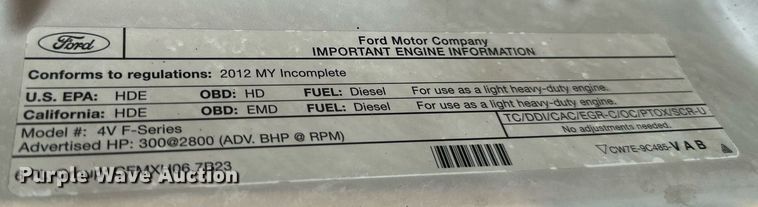 Ford
Ford Motor Company
IMPORTANT ENGINE INFORMATION
Conforms to regulations: 2012 MY Incomplete
U.S. EPA: HDE OBD: HD FUEL: Diesel For use as a light heavy-duty engine.
California: HDE OBD: EMD FUEL: Diesel For use as a light heavy-duty engine.
Model #: 4V F-Series
TC/DDI/CAC/EGR-C/OC/PTOX/SCR-U
No adjustments needed.
Advertised HP: 300@2800 (ADV. BHP @ RPM)
CW7E-9C485-VAB
Purple Wave Auction